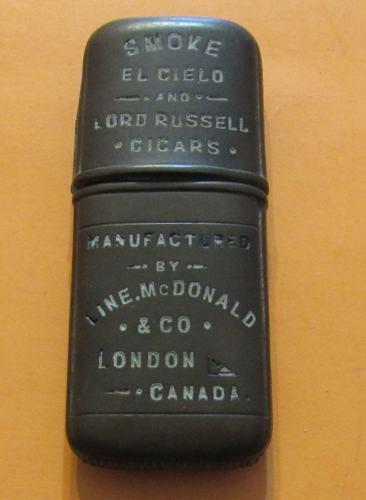 SMOKE
EL CIELO
AND
LORD RUSSELL
CIGARS
MANUFACTURED
BY
LINE, McDONALD
& CO
LONDON
CANADA.